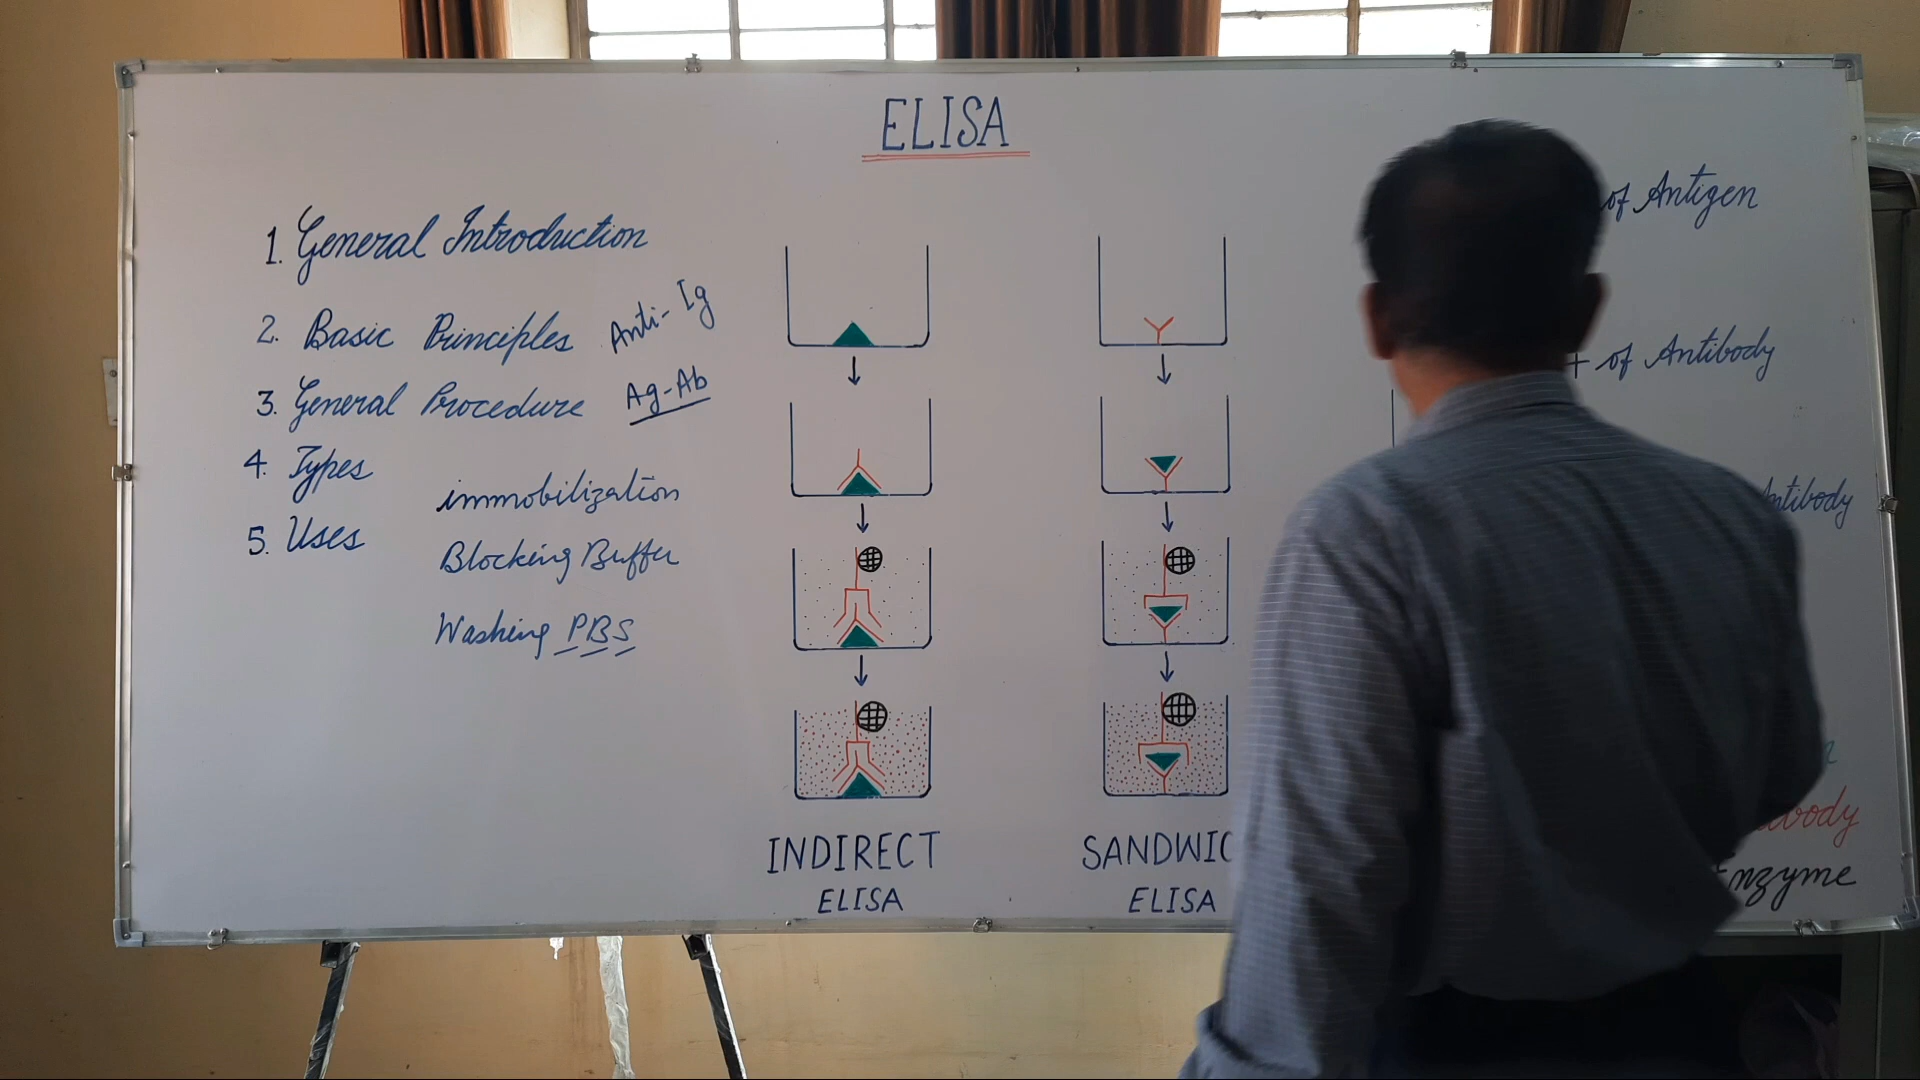 ELISA
1. General Introduction
2. Basic Principles Anti-Ig
3. General Procedure Ag-Ab
4. Types
immobilization
5. Uses
Blocking Buffer
Washing PBS
INDIRECT
ELISA
SANDWIC
ELISA
of Antigen
of Antibody
Antibody
Enzyme